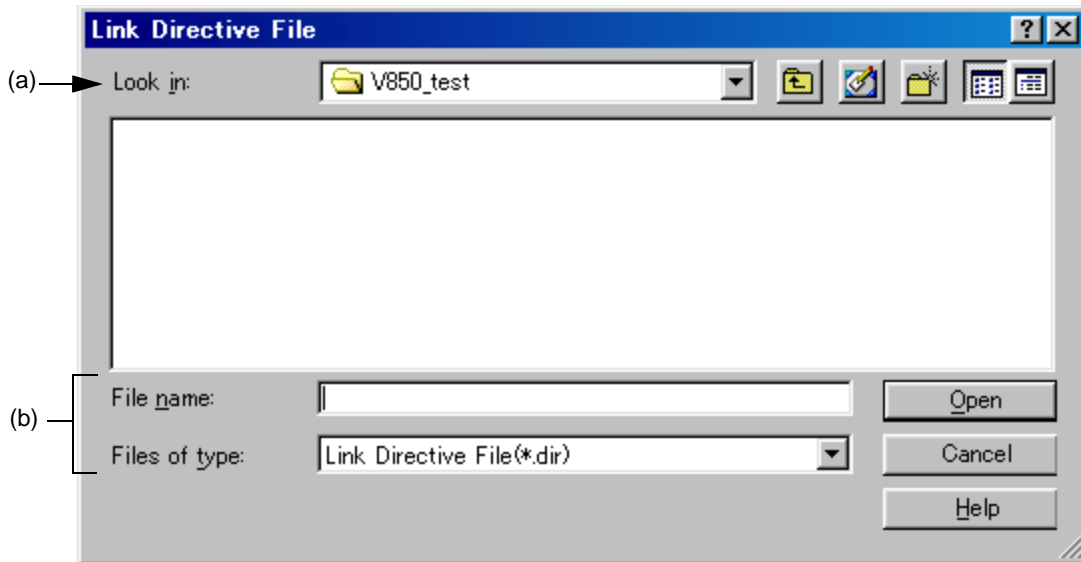 Link Directive File
(a)
Look in: V850_test
(b)
File name:
Open
Files of type: Link Directive File(*.dir)
Cancel
Help